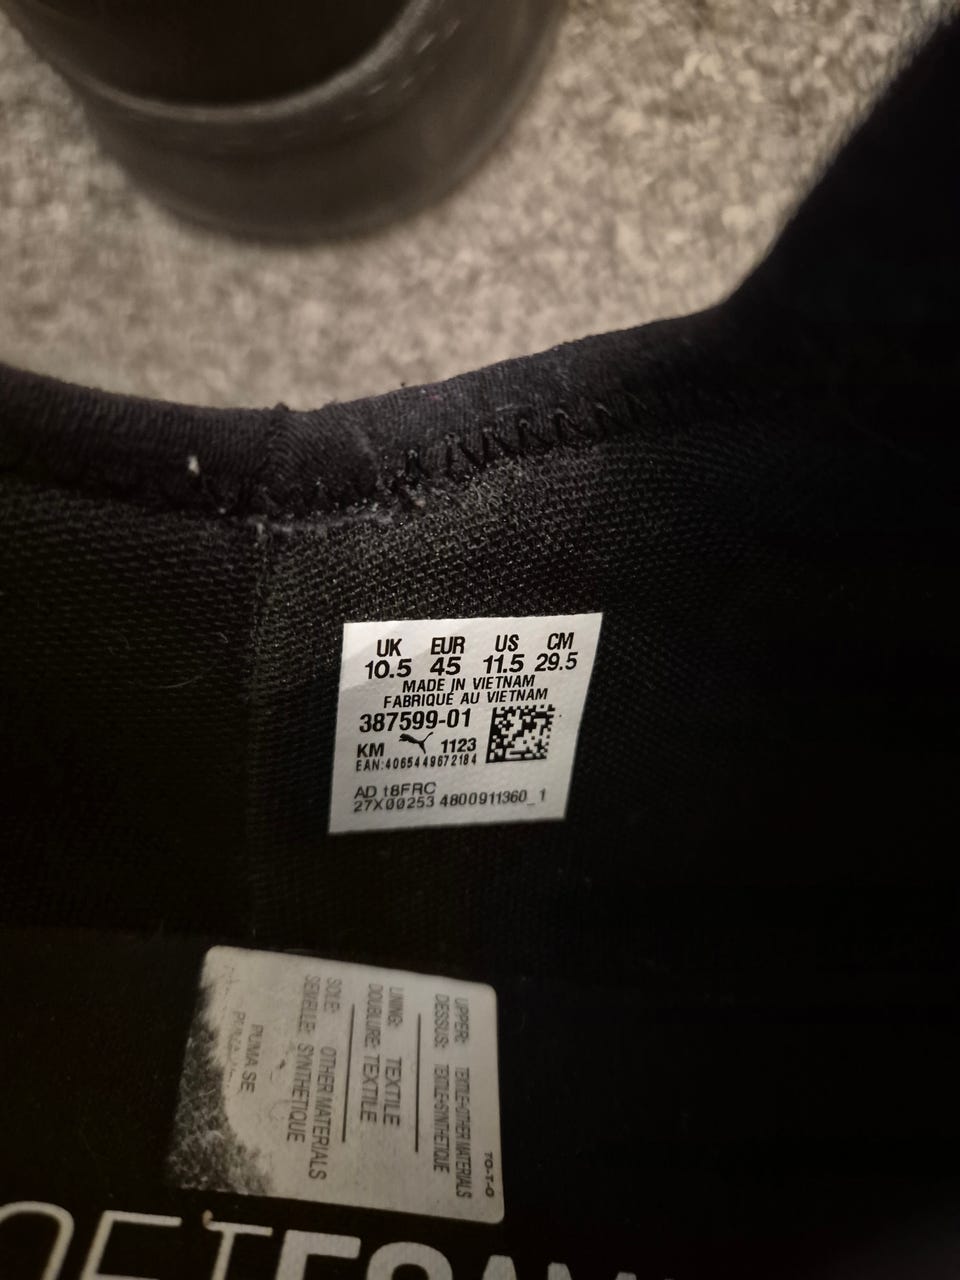 UK EUR US CM
10.5 45 11.5 29.5
MADE IN VIETNAM
FABRIQUÉ AU VIETNAM
387599-01
KM 1123
EAN:4065449672184
AD t8FRC
27X00253 4800911360_1
TO-T-O
UPPER: TEXTILE-OTHER MATERIALS
DESSUS: TEXTILE-SYNTHETIQUE
LINING: TEXTILE
DOUBLURE: TEXTILE
SOLE: OTHER MATERIALS
SEMELLE: SYNTHETIQUE
PUMA SE